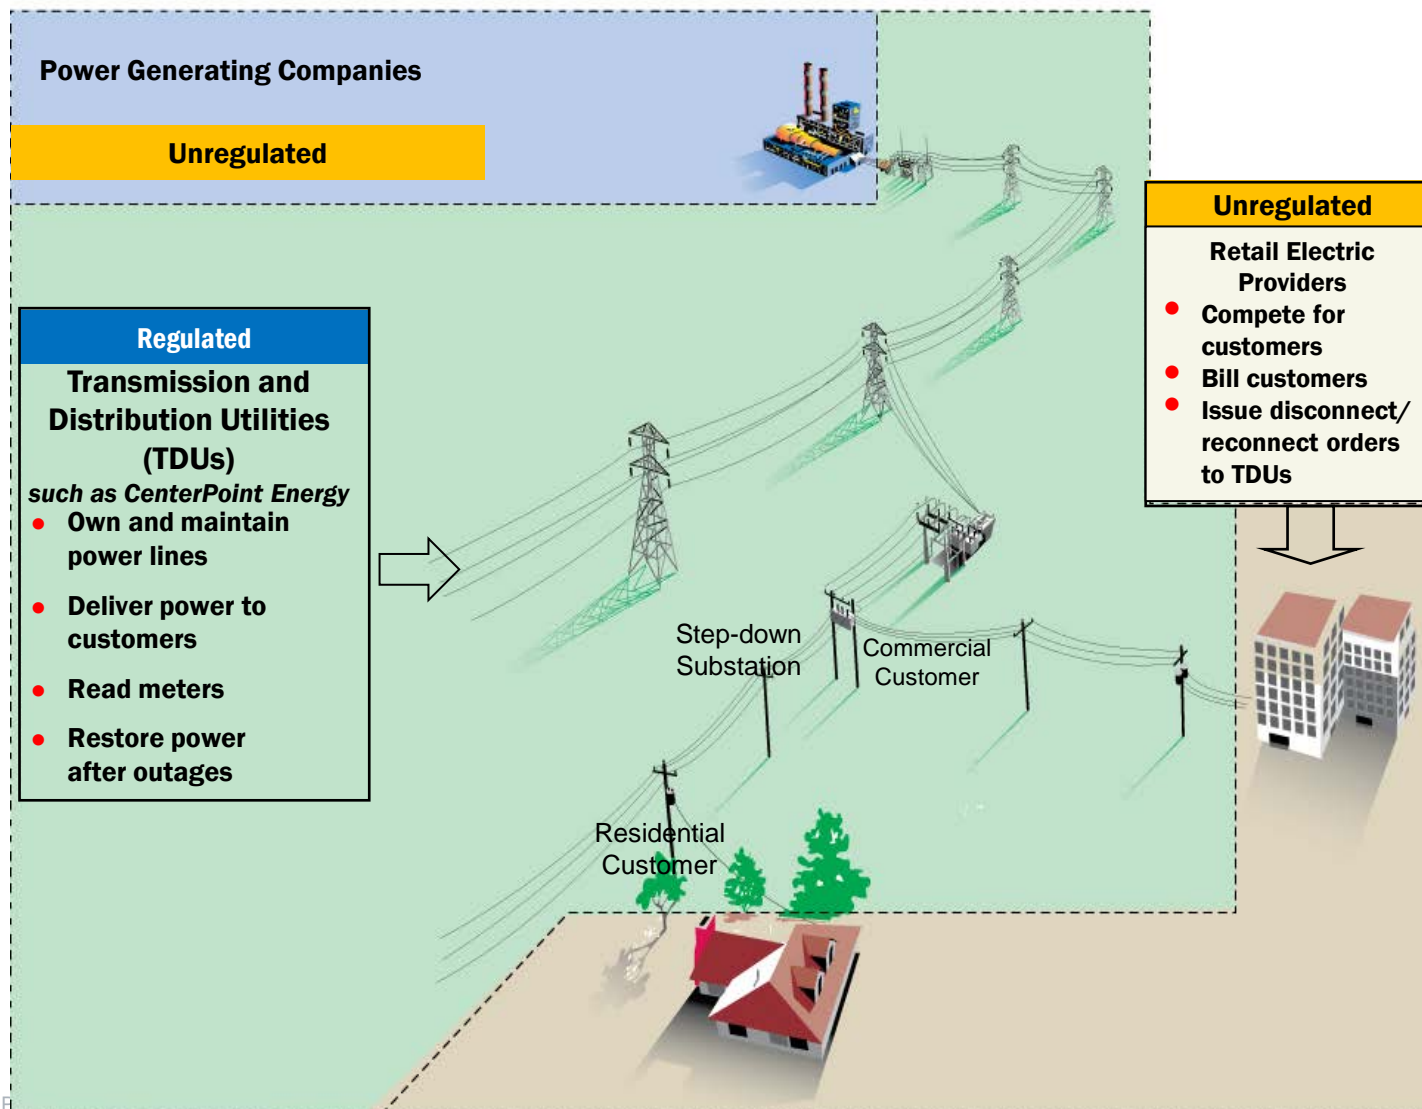 Power Generating Companies
Unregulated
Unregulated
Retail Electric
Providers
• Compete for
customers
• Bill customers
• Issue disconnect/
reconnect orders
to TDUs
Regulated
Transmission and
Distribution Utilities
(TDUs)
such as CenterPoint Energy
• Own and maintain
power lines
• Deliver power to
customers
• Read meters
• Restore power
after outages
Step-down
Substation
Commercial
Customer
Residential
Customer